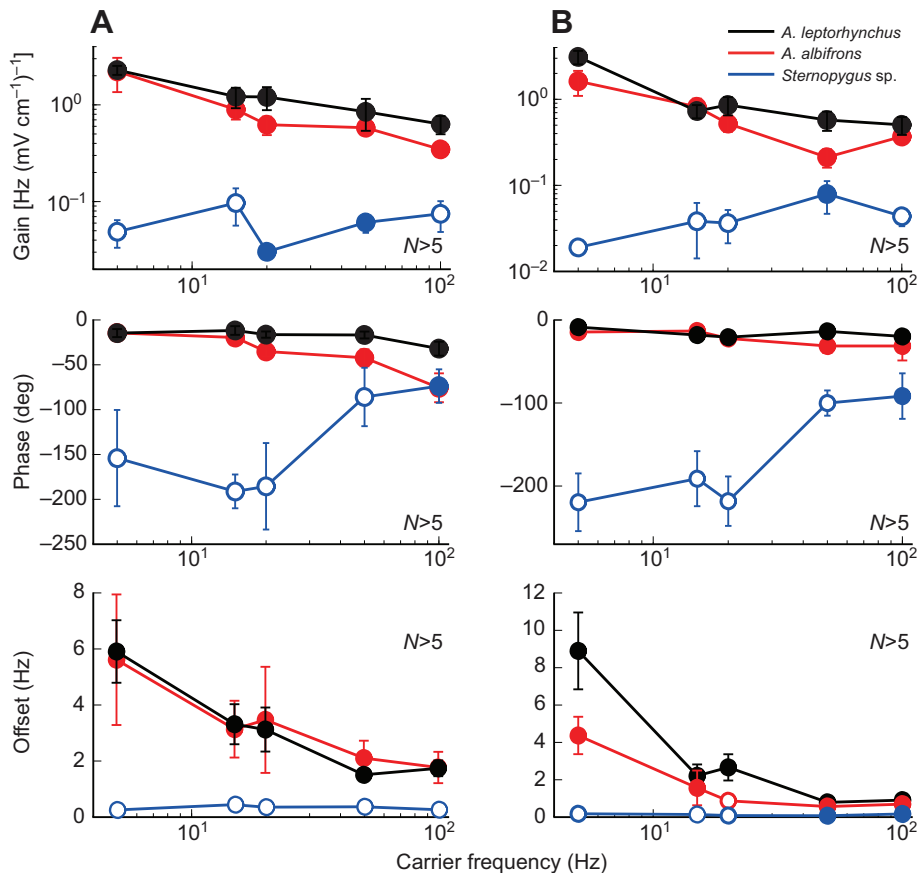 A
B
A. leptorhynchus
A. albifrons
Sternopygus sp.
Gain [Hz (mV cm⁻¹)⁻¹]
10⁰
10⁻¹
N>5
10¹
10²
10⁰
10⁻¹
10⁻²
N>5
10¹
10²
Phase (deg)
0
–50
–100
–150
–200
–250
N>5
10¹
10²
0
–100
–200
N>5
10¹
10²
Offset (Hz)
8
6
4
2
0
N>5
10¹
10²
12
10
8
6
4
2
0
N>5
10¹
10²
Carrier frequency (Hz)